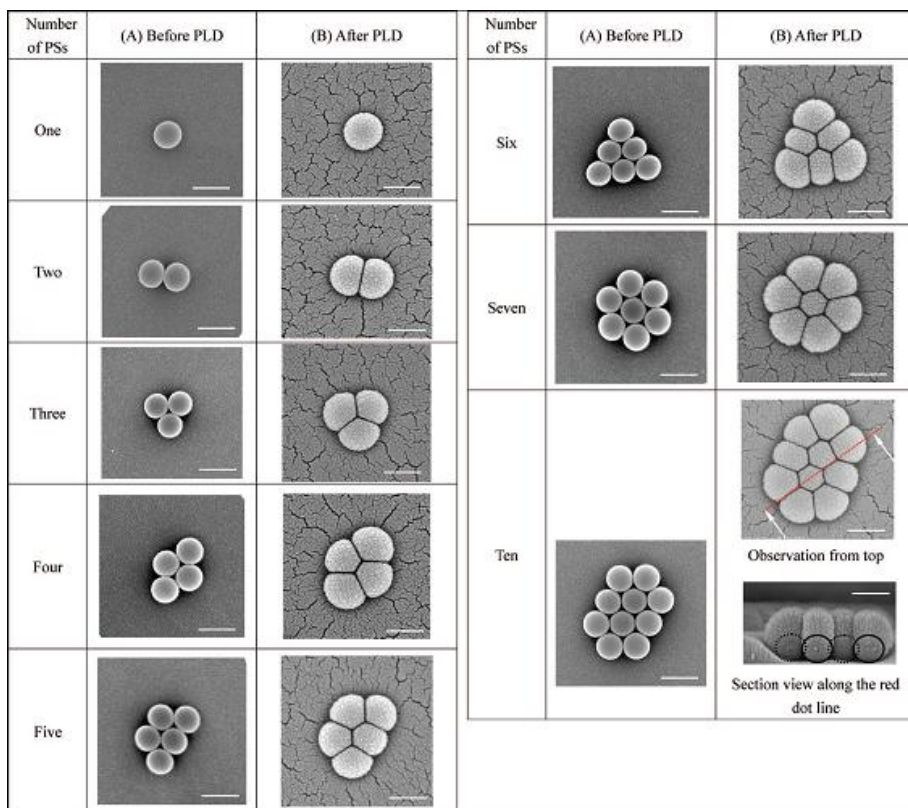 Number
of PSs
(A) Before PLD
(B) After PLD
One
Two
Three
Four
Five
Number
of PSs
(A) Before PLD
(B) After PLD
Six
Seven
Ten
Observation from top
Section view along the red
dot line